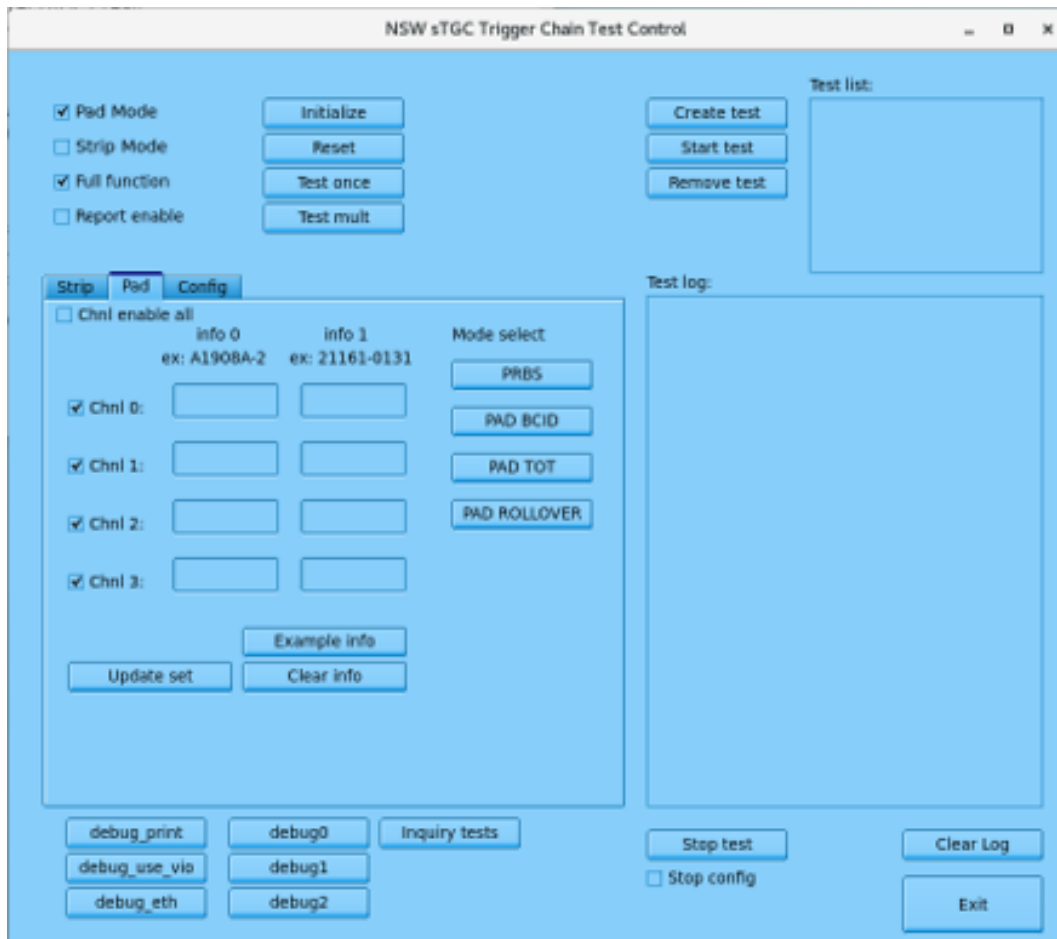 NSW sTGC Trigger Chain Test Control
Test list:
Pad Mode
Initialize
Create test
Strip Mode
Reset
Start test
Full function
Test once
Remove test
Report enable
Test mult
Strip
Pad
Config
Test log:
Chnl enable all
info 0
info 1
Mode select
ex: A1908A-2
ex: 21161-0131
PRBS
Chnl 0:
PAD BCID
Chnl 1:
PAD TOT
Chnl 2:
PAD ROLLOVER
Chnl 3:
Example info
Update set
Clear info
debug_print
debug0
Inquiry tests
Stop test
Clear Log
debug_use_vio
debug1
Stop config
debug_eth
debug2
Exit